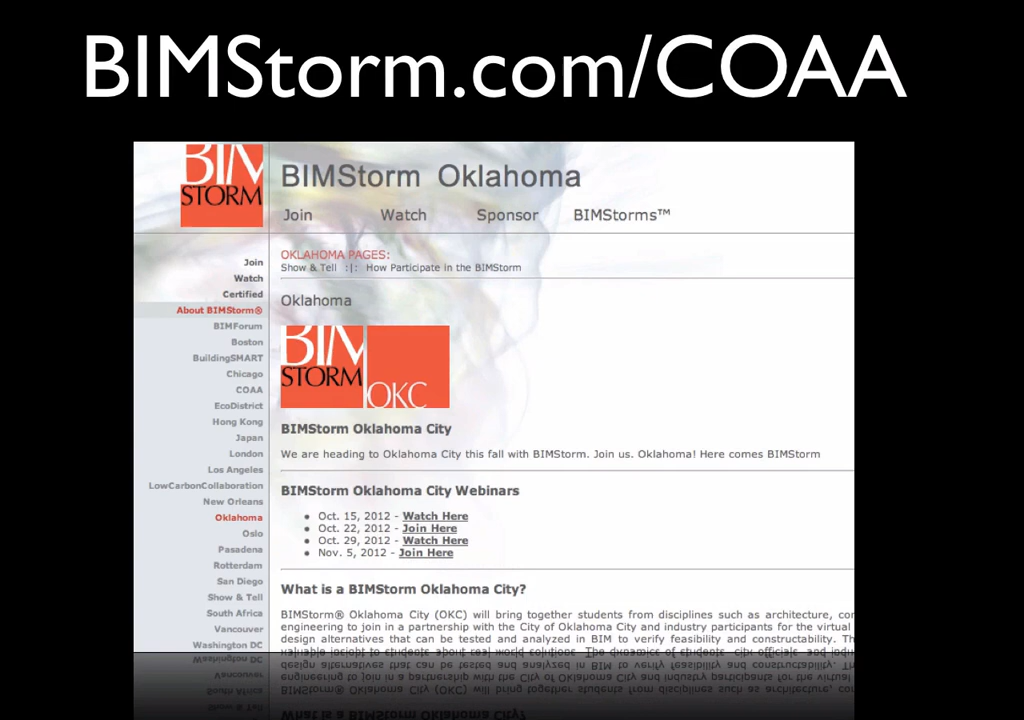 BIMStorm.com/COAA
BIM
STORM
BIMStorm Oklahoma
Join Watch Sponsor BIMStorms™
OKLAHOMA PAGES:
Show & Tell :|: How Participate in the BIMStorm
Join
Watch
Certified
About BIMStorm®
BIMForum
Boston
BuildingSMART
Chicago
COAA
EcoDistrict
Hong Kong
Japan
London
Los Angeles
LowCarbonCollaboration
New Orleans
Oklahoma
Oslo
Pasadena
Rotterdam
San Diego
Show & Tell
South Africa
Vancouver
Washington DC
Oklahoma
BIM
STORM
OKC
BIMStorm Oklahoma City
We are heading to Oklahoma City this fall with BIMStorm. Join us. Oklahoma! Here comes BIMStorm
BIMStorm Oklahoma City Webinars
• Oct. 15, 2012 - Watch Here
• Oct. 22, 2012 - Join Here
• Oct. 29, 2012 - Watch Here
• Nov. 5, 2012 - Join Here
What is a BIMStorm Oklahoma City?
BIMStorm® Oklahoma City (OKC) will bring together students from disciplines such as architecture, con
engineering to join in a partnership with the City of Oklahoma City and industry participants for the virtual
design alternatives that can be tested and analyzed in BIM to verify feasibility and constructability. Th